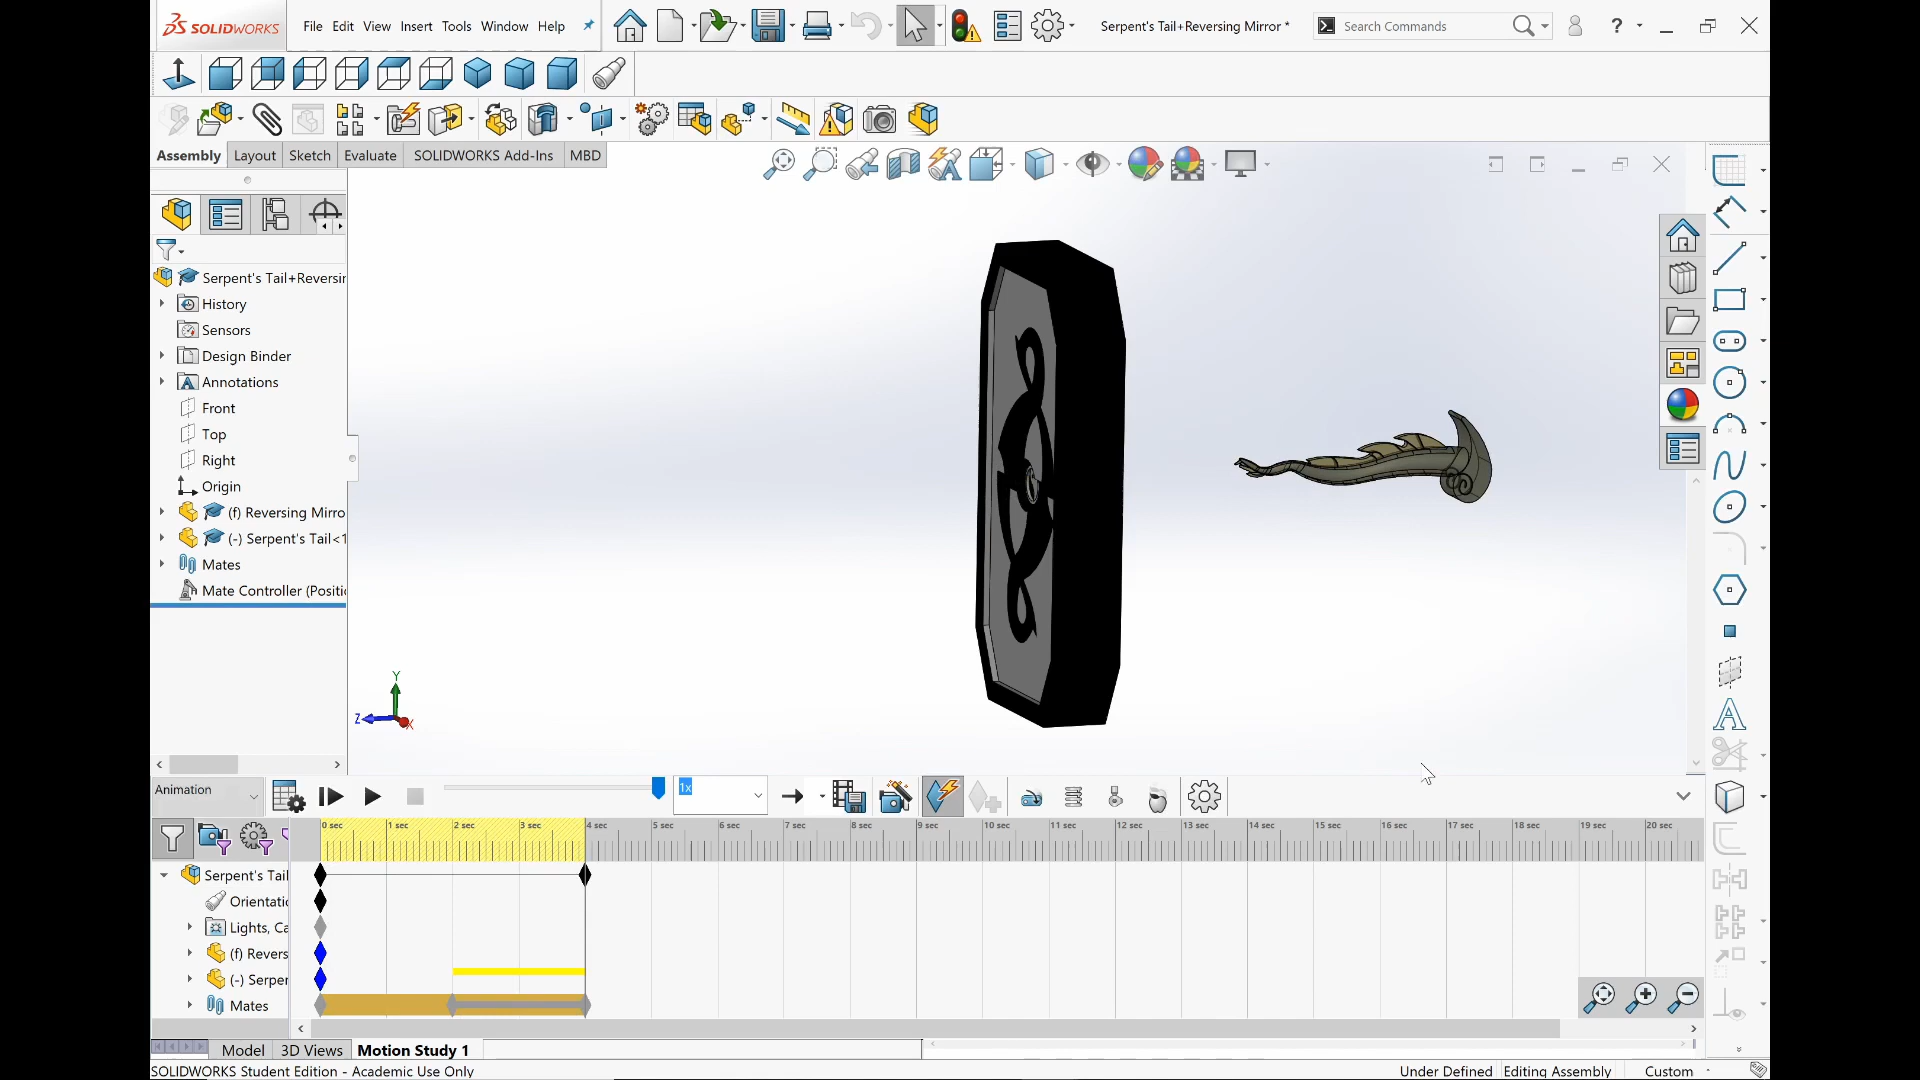 SOLIDWORKS File Edit View Insert Tools Window Help Serpent's Tail+Reversing Mirror * Search Commands ?
Assembly Layout Sketch Evaluate SOLIDWORKS Add-Ins MBD
Serpent's Tail+Reversir
History
Sensors
Design Binder
Annotations
Front
Top
Right
Origin
(f) Reversing Mirro
(-) Serpent's Tail<1
Mates
Mate Controller (Positi
Y
Z
X
Animation 1x
0 sec 1 sec 2 sec 3 sec 4 sec 5 sec 6 sec 7 sec 8 sec 9 sec 10 sec 11 sec 12 sec 13 sec 14 sec 15 sec 16 sec 17 sec 18 sec 19 sec 20 sec
Serpent's Tail
Orientatic
Lights, Ca
(f) Revers
(-) Serper
Mates
Model 3D Views Motion Study 1
SOLIDWORKS Student Edition - Academic Use Only Under Defined Editing Assembly Custom